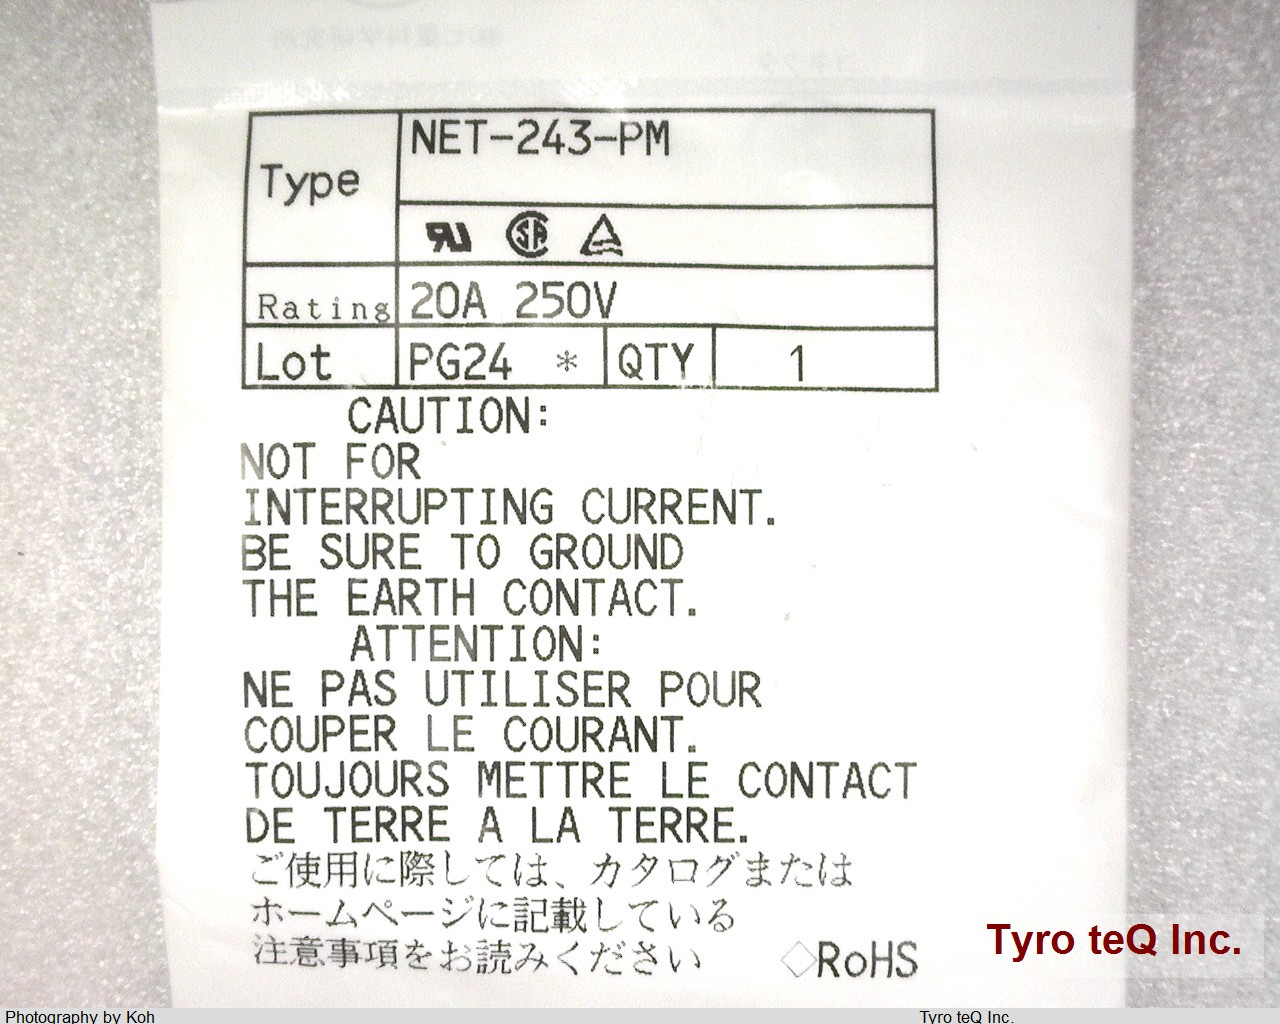 Type NET-243-PM
Rating 20A 250V
Lot PG24 * QTY 1
CAUTION:
NOT FOR
INTERRUPTING CURRENT.
BE SURE TO GROUND
THE EARTH CONTACT.
ATTENTION:
NE PAS UTILISER POUR
COUPER LE COURANT.
TOUJOURS METTRE LE CONTACT
DE TERRE A LA TERRE.
ご使用に際しては、カタログまたは
ホームページに記載している
注意事項をお読みください
◇RoHS
Tyro teQ Inc.
Photography by Koh Tyro teQ Inc.